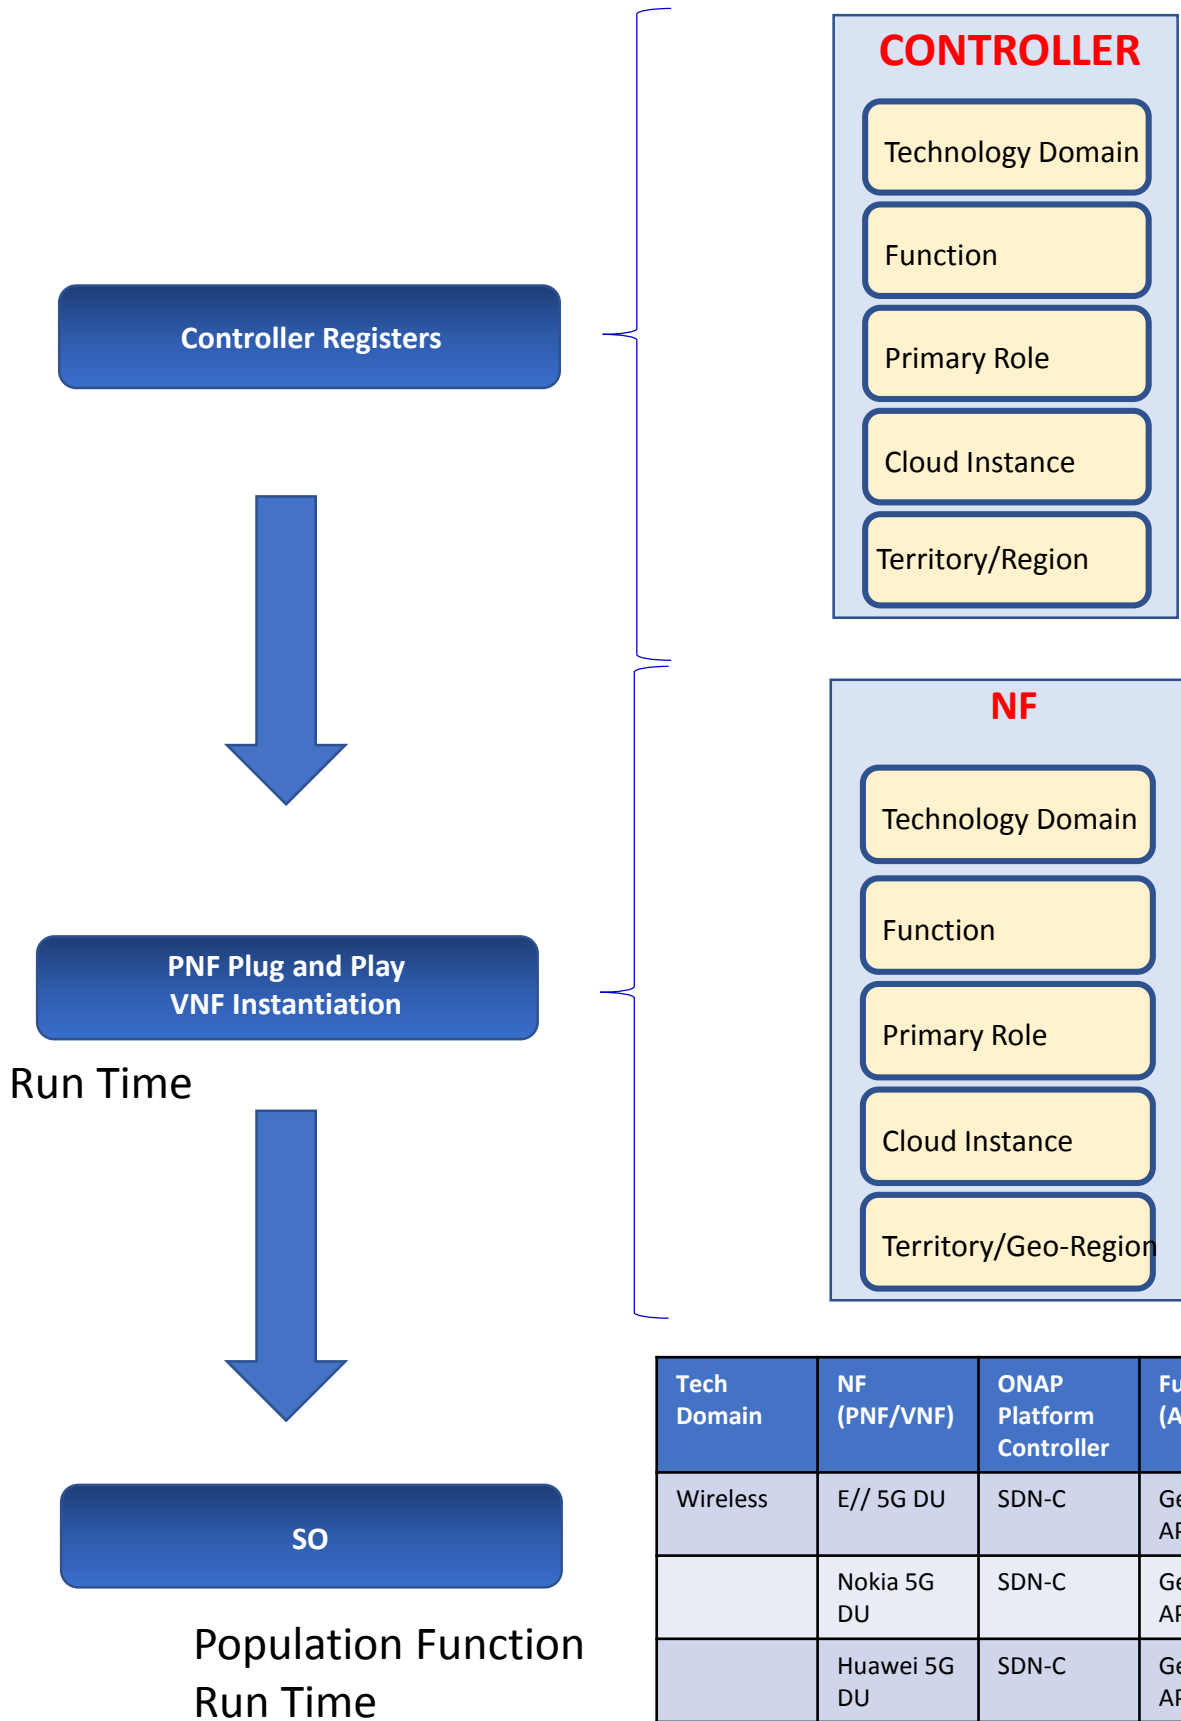 CONTROLLER
Technology Domain
Function
Primary Role
Cloud Instance
Territory/Region
Controller Registers
NF
Technology Domain
Function
Primary Role
Cloud Instance
Territory/Geo-Region
PNF Plug and Play
VNF Instantiation
Run Time
SO
Population Function
Run Time
Tech
Domain
NF
(PNF/VNF)
ONAP
Platform
Controller
Wireless
E// 5G DU
SDN-C
Nokia 5G
DU
SDN-C
Huawei 5G
DU
SDN-C